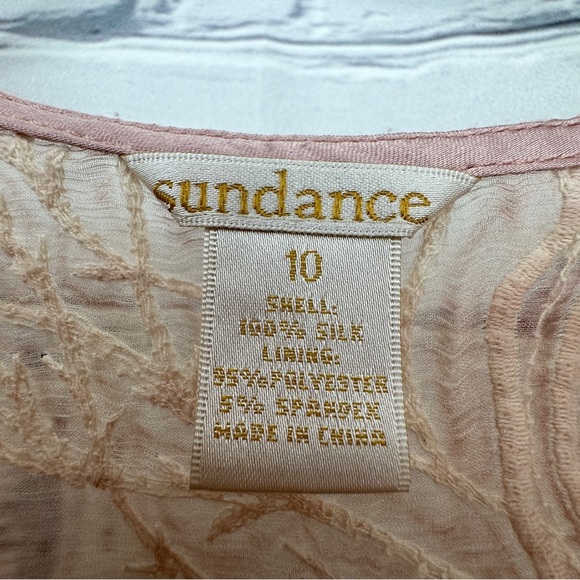 sundance
10
SHELL:
100% SILK
LINING:
95% POLYESTER
5% SPANDEX
MADE IN CHINA